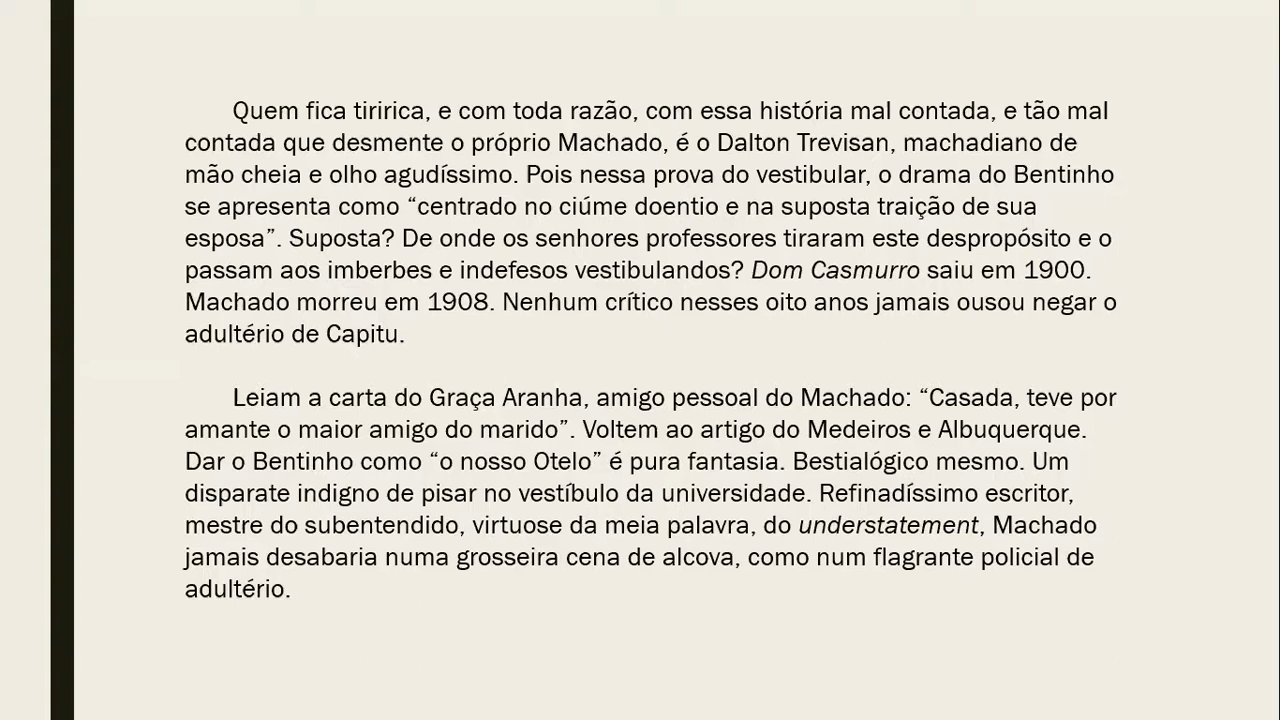 Quem fica tiririca, e com toda razão, com essa história mal contada, e tão mal
contada que desmente o próprio Machado, é o Dalton Trevisan, machadiano de
mão cheia e olho agudíssimo. Pois nessa prova do vestibular, o drama do Bentinho
se apresenta como “centrado no ciúme doentio e na suposta traição de sua
esposa”. Suposta? De onde os senhores professores tiraram este despropósito e o
passam aos imberbes e indefesos vestibulandos? Dom Casmurro saiu em 1900.
Machado morreu em 1908. Nenhum crítico nesses oito anos jamais ousou negar o
adultério de Capitu.
Leiam a carta do Graça Aranha, amigo pessoal do Machado: “Casada, teve por
amante o maior amigo do marido”. Voltem ao artigo do Medeiros e Albuquerque.
Dar o Bentinho como “o nosso Otelo” é pura fantasia. Bestialógico mesmo. Um
disparate indigno de pisar no vestíbulo da universidade. Refinadíssimo escritor,
mestre do subentendido, virtuose da meia palavra, do understatement, Machado
jamais desabaria numa grosseira cena de alcova, como num flagrante policial de
adultério.